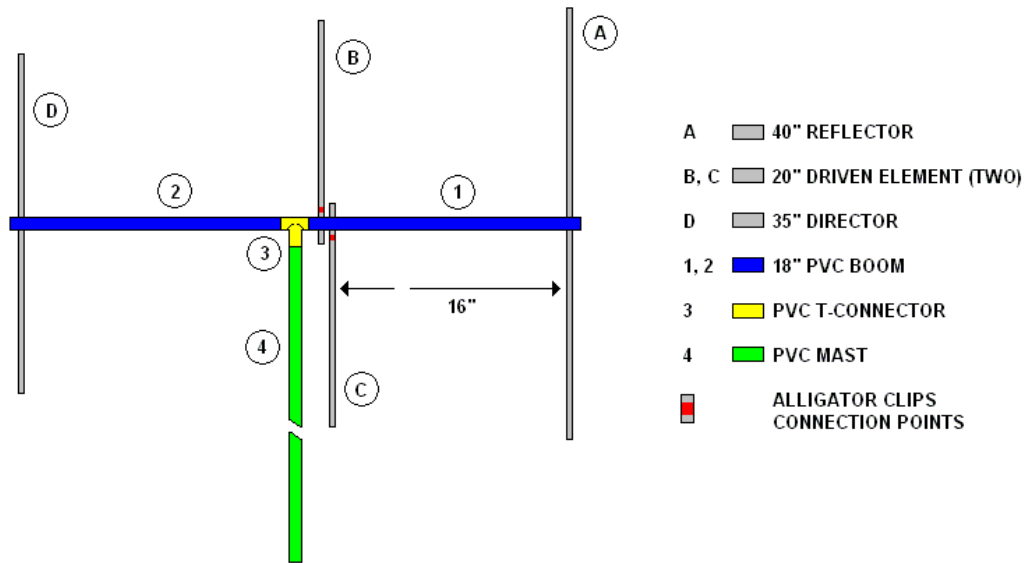 A
B
D
2
1
3
16"
4
C
A 40" REFLECTOR
B, C 20" DRIVEN ELEMENT (TWO)
D 35" DIRECTOR
1, 2 18" PVC BOOM
3 PVC T-CONNECTOR
4 PVC MAST
ALLIGATOR CLIPS
CONNECTION POINTS